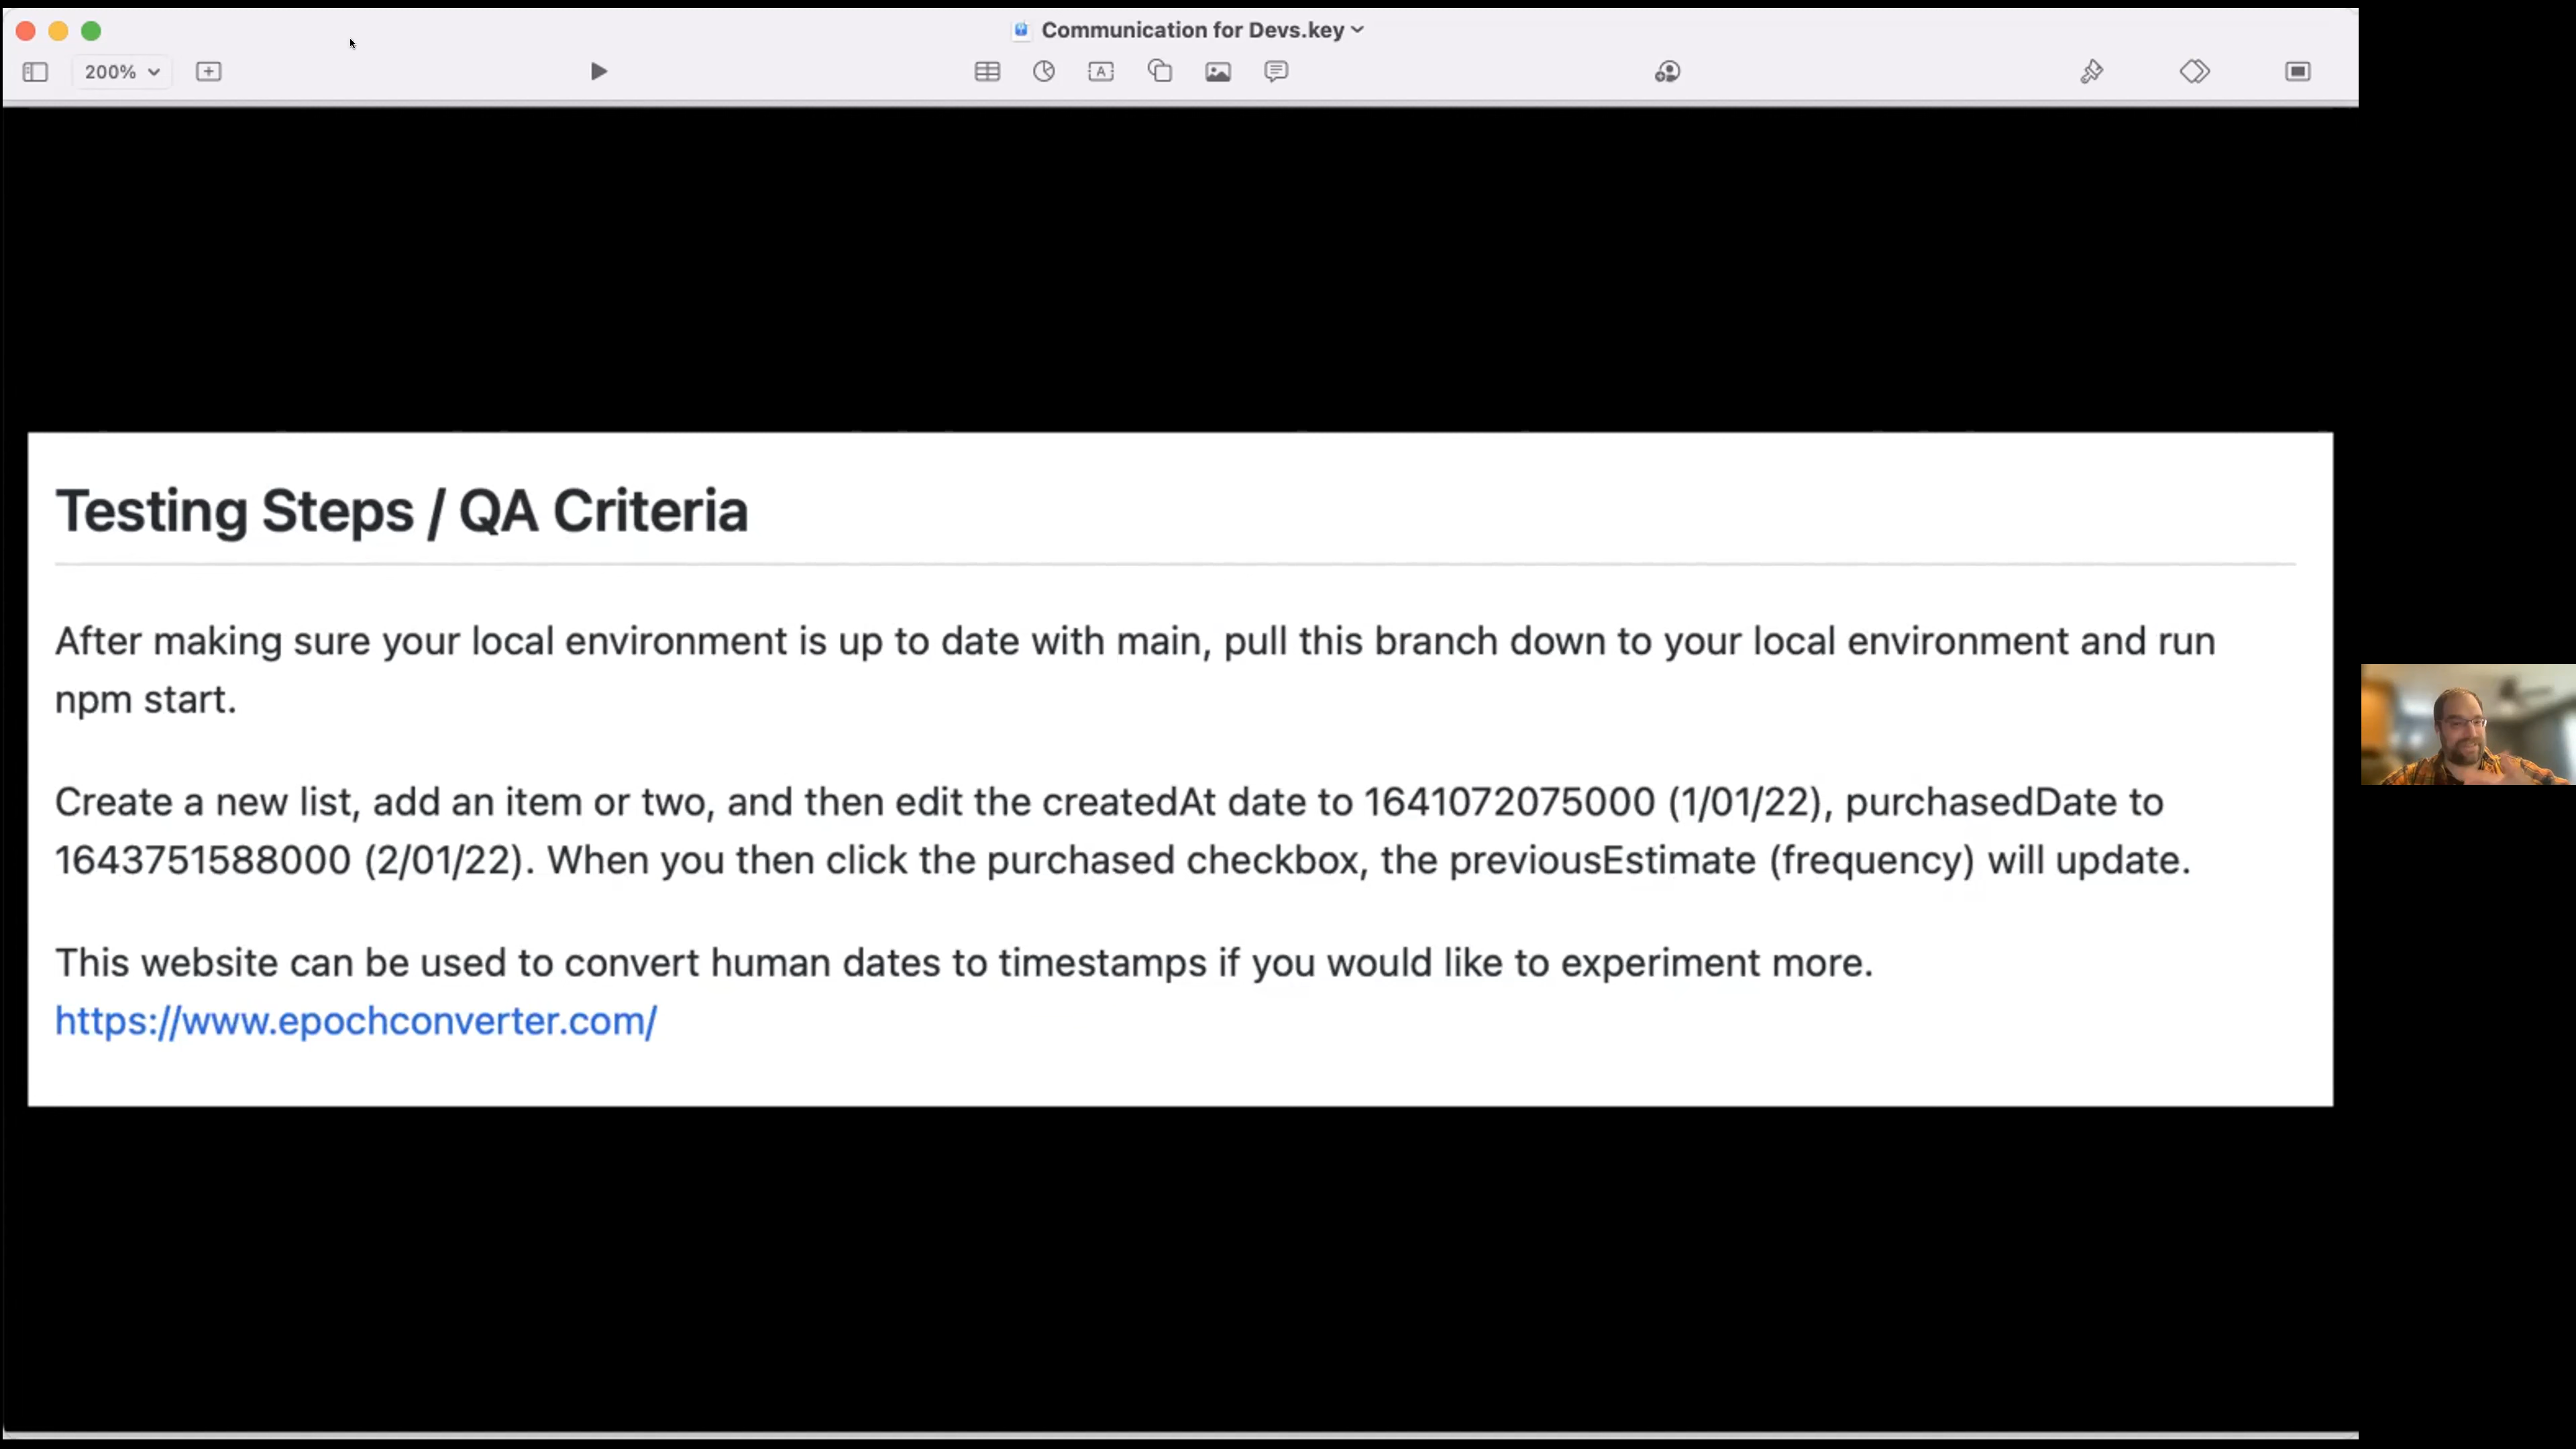 Communication for Devs.key
200%
Testing Steps / QA Criteria
After making sure your local environment is up to date with main, pull this branch down to your local environment and run
npm start.
Create a new list, add an item or two, and then edit the createdAt date to 1641072075000 (1/01/22), purchasedDate to
1643751588000 (2/01/22). When you then click the purchased checkbox, the previousEstimate (frequency) will update.
This website can be used to convert human dates to timestamps if you would like to experiment more.
https://www.epochconverter.com/